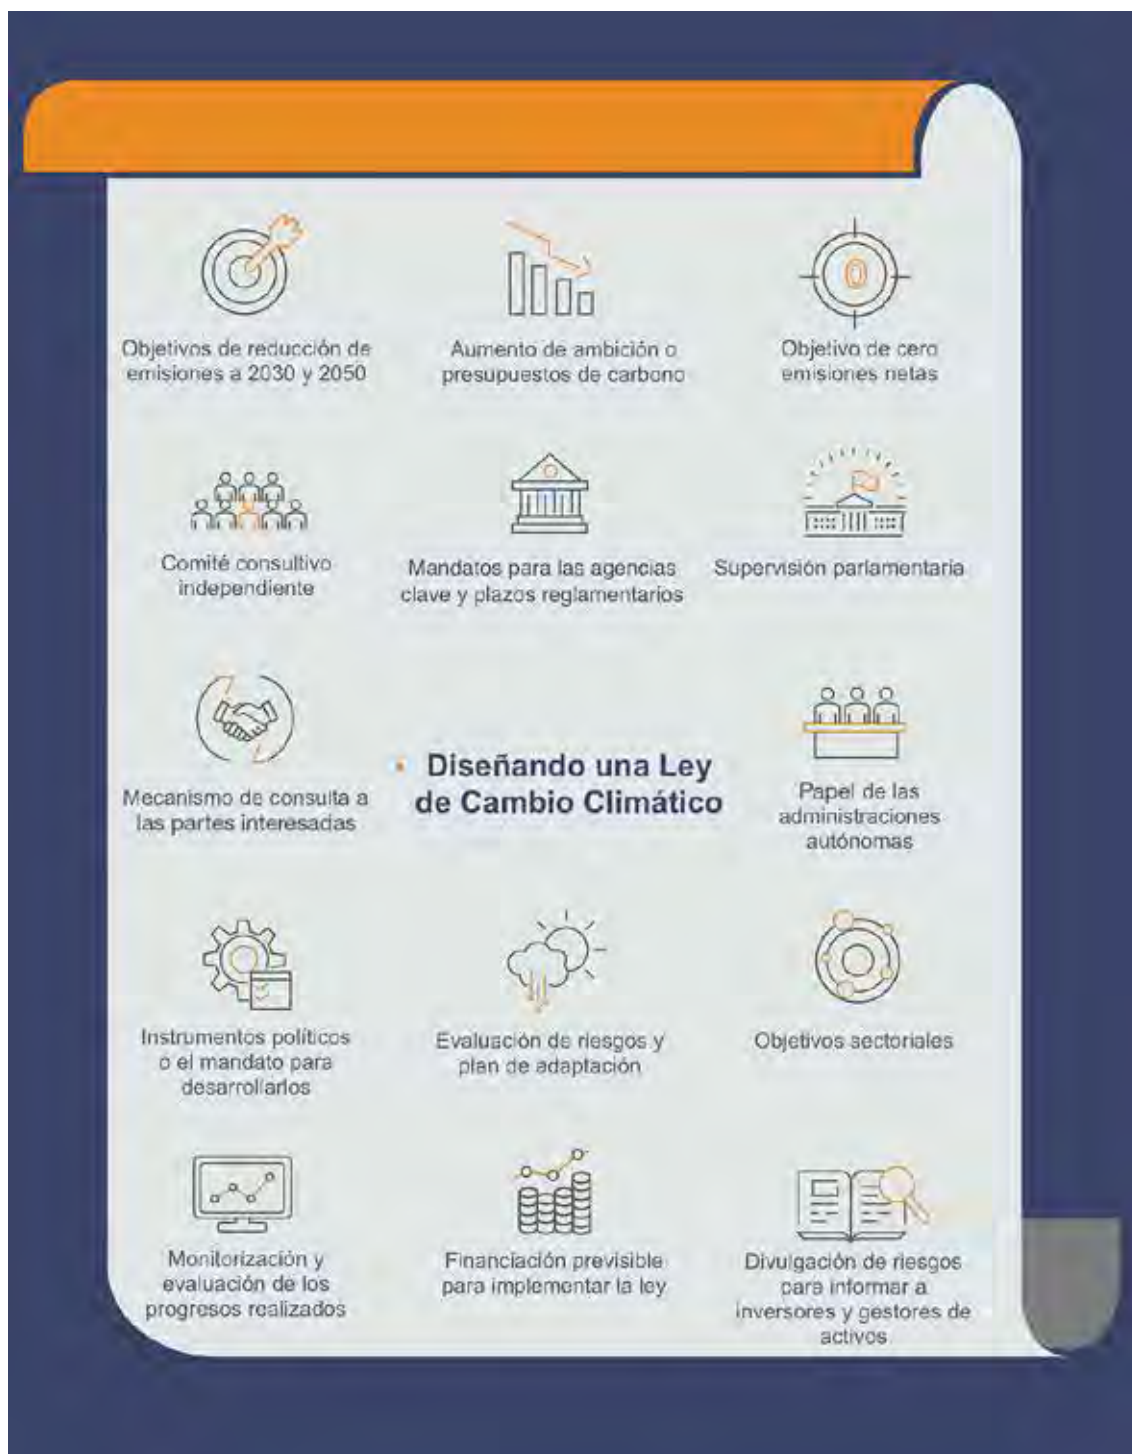 Objetivos de reducción de
emisiones a 2030 y 2050
Aumento de ambición o
presupuestos de carbono
0
Objetivo de cero
emisiones netas
Comité consultivo
independiente
Mandatos para las agencias
clave y plazos reglamentarios
Supervisión parlamentaria
Mecanismo de consulta a
las partes interesadas
• Diseñando una Ley
de Cambio Climático
Papel de las
administraciones
autónomas
Instrumentos políticos
o el mandato para
desarrollarlos
Evaluación de riesgos y
plan de adaptación
Objetivos sectoriales
Monitorización y
evaluación de los
progresos realizados
Financiación previsible
para implementar la ley
Divulgación de riesgos
para informar a
inversores y gestores de
activos